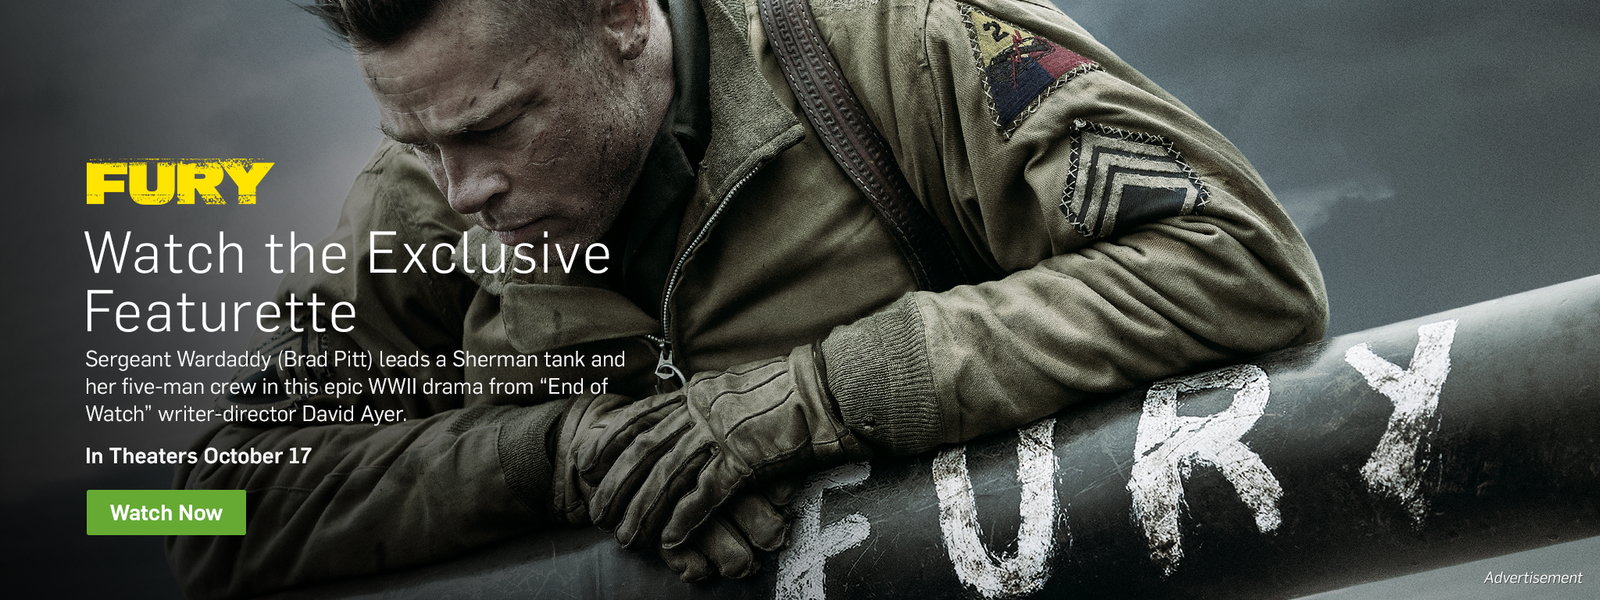 FURY
Watch the Exclusive
Featurette
Sergeant Wardaddy (Brad Pitt) leads a Sherman tank and
her five-man crew in this epic WWII drama from “End of
Watch” writer-director David Ayer.
In Theaters October 17
Watch Now
2
FURY
Advertisement